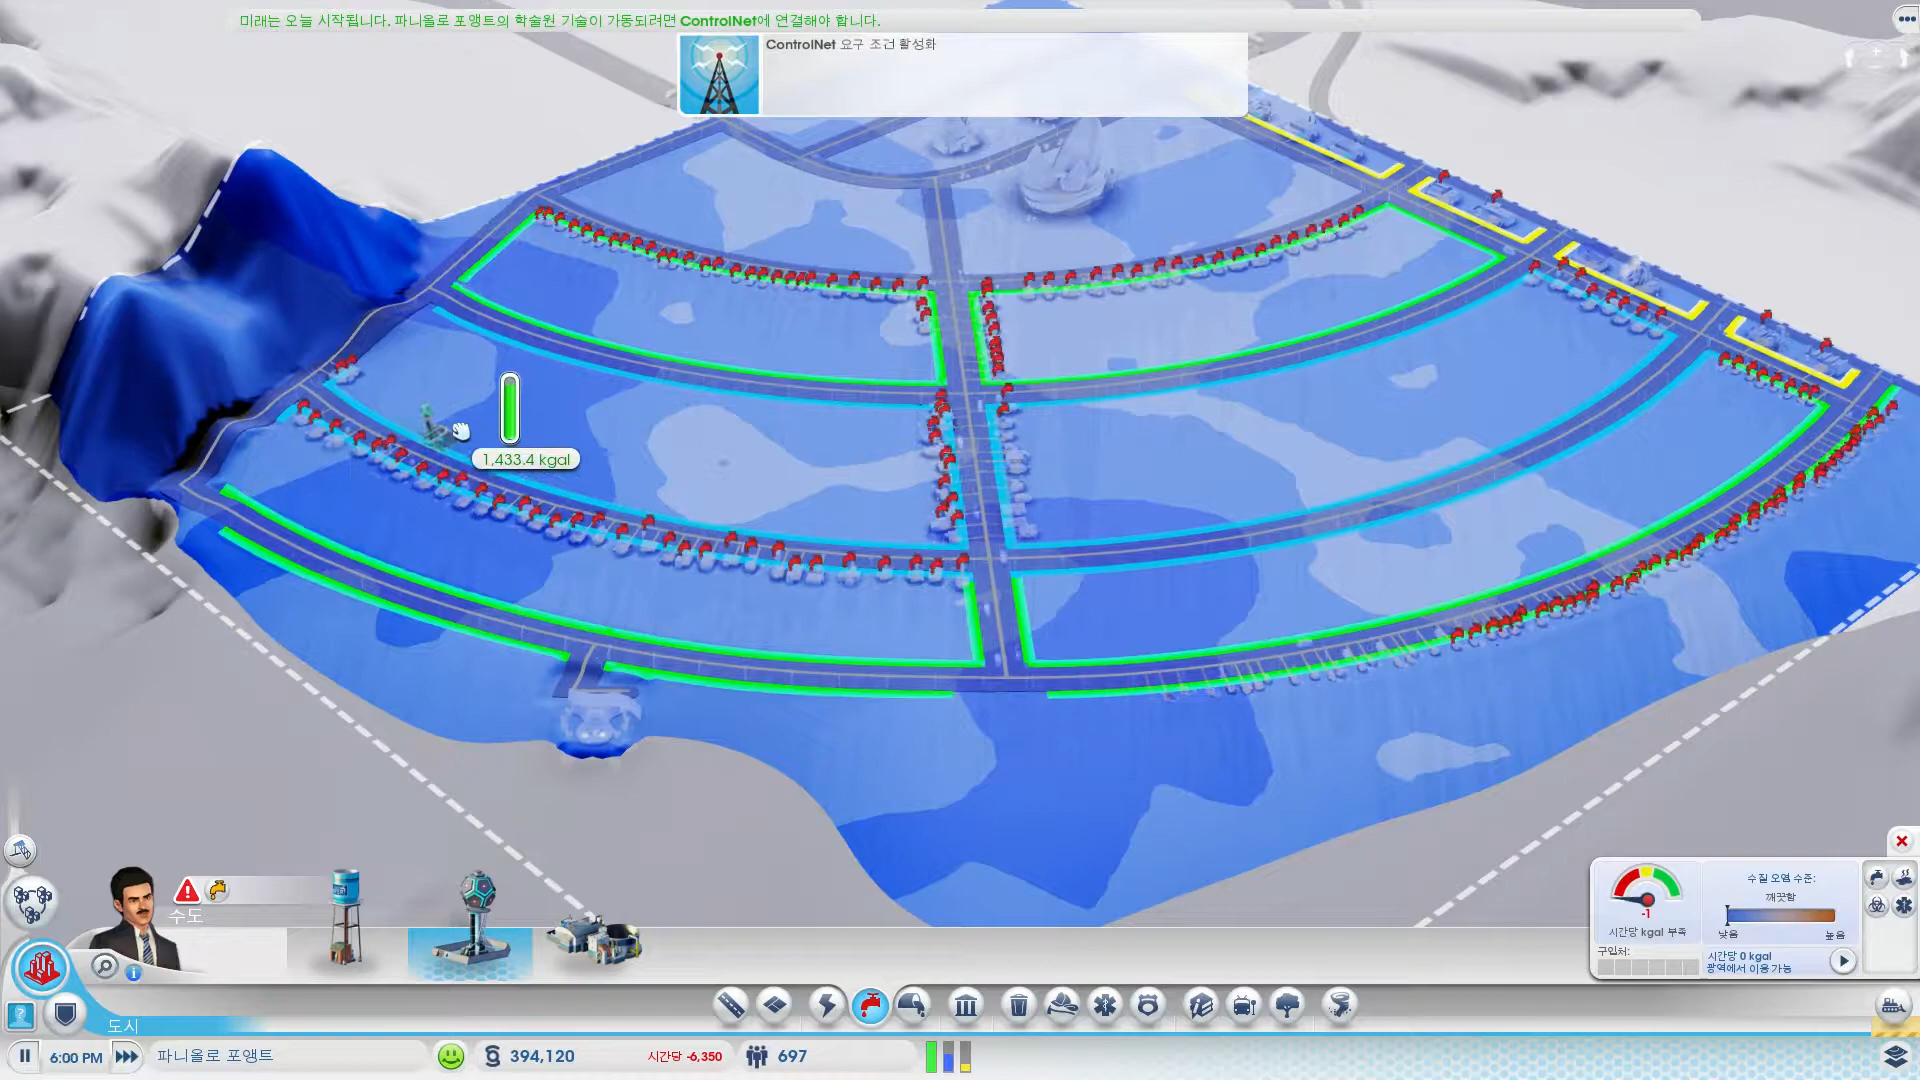 미래는 오늘 시작됩니다. 파니올로 포앵트의 학술원 기술이 가동되려면 ControlNet에 연결해야 합니다.
ControlNet 요구 조건 활성화
1,433.4 kgal
수도
-1
시간당 kgal 부족
구입처:
수질 오염 수준:
깨끗함
낮음
높음
시간당 0 kgal
광역에서 이용 가능
도시
6:00 PM
파니올로 포앵트
394,120
시간당 -6,350
697